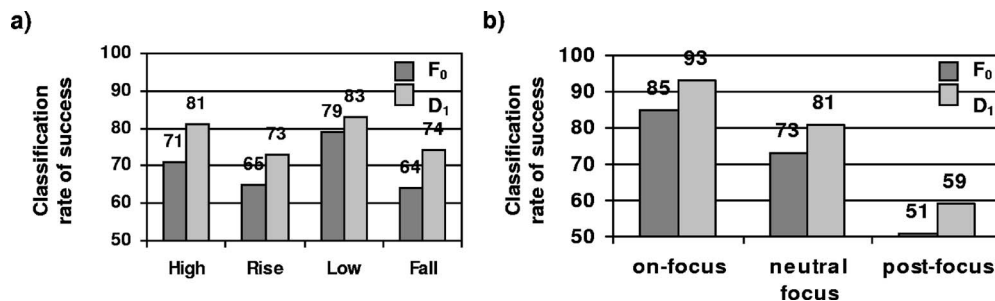 a)
Classification
rate of success
100
90
80
70
60
50
F0
D1
71
81
65
73
79
83
64
74
High
Rise
Low
Fall
b)
Classification
rate of success
100
90
80
70
60
50
F0
D1
85
93
73
81
51
59
on-focus
neutral
focus
post-focus